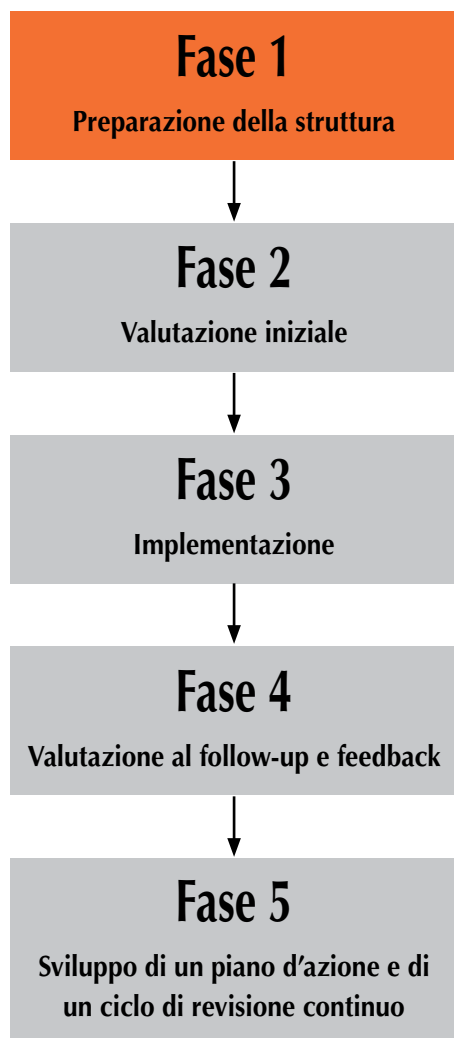 Fase 1
Preparazione della struttura
Fase 2
Valutazione iniziale
Fase 3
Implementazione
Fase 4
Valutazione al follow-up e feedback
Fase 5
Sviluppo di un piano d’azione e di
un ciclo di revisione continuo